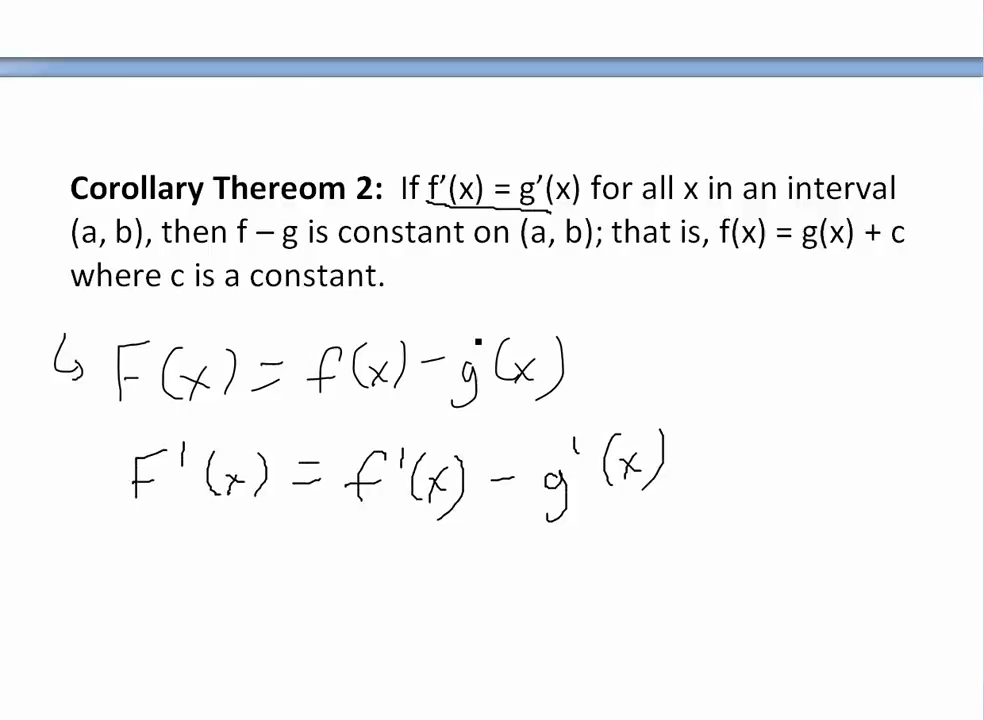 Corollary Thereom 2: If f’(x) = g’(x) for all x in an interval
(a, b), then f – g is constant on (a, b); that is, f(x) = g(x) + c
where c is a constant.
↳ F(x) = f(x) - g(x)
F'(x) = f'(x) - g'(x)